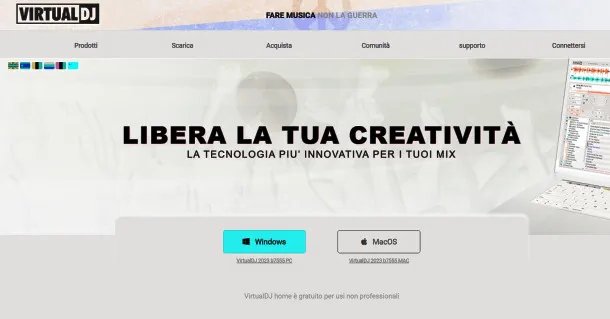 VIRTUALDJ
FARE MUSICA NON LA GUERRA
Prodotti Scarica Acquista Comunità supporto Connettersi
LIBERA LA TUA CREATIVITÀ
LA TECNOLOGIA PIU' INNOVATIVA PER I TUOI MIX
Windows MacOS
VirtualDJ 2023 b7555 PC VirtualDJ 2023 b7555 MAC
VirtualDJ home è gratuito per usi non professionali